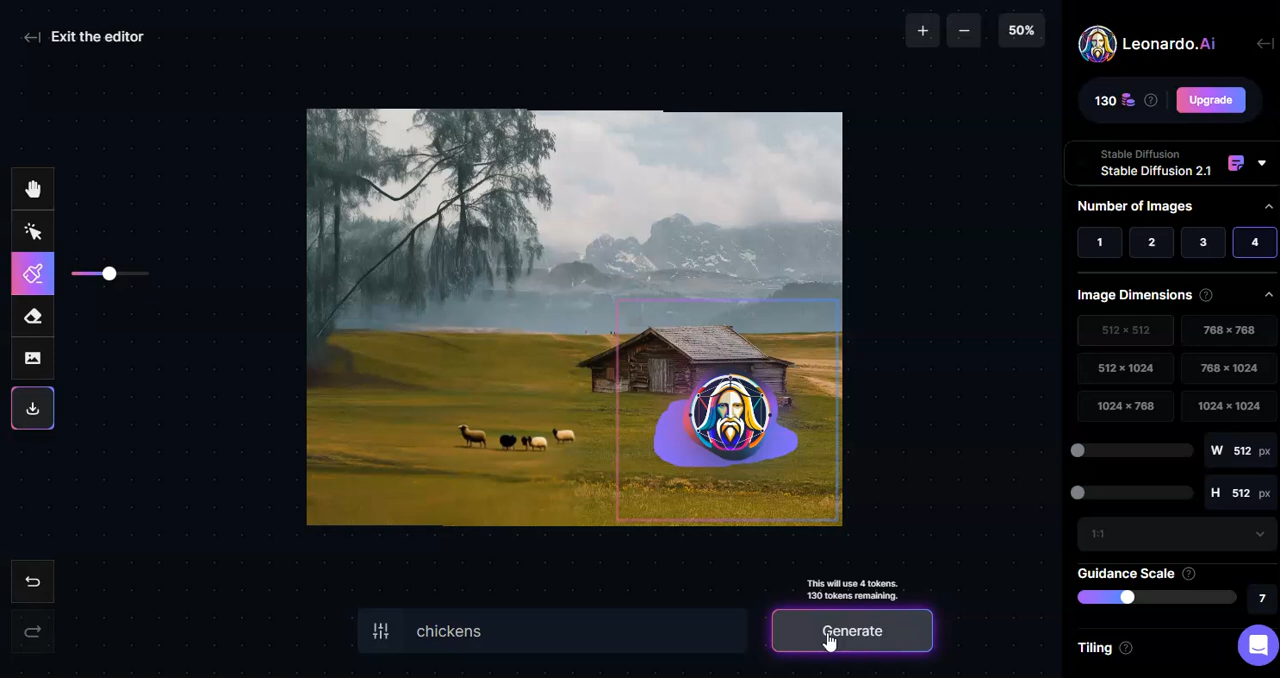 Exit the editor
50%
Leonardo.Ai
130
Upgrade
Stable Diffusion
Stable Diffusion 2.1
Number of Images
1 2 3 4
Image Dimensions
512 × 512 768 × 768
512 × 1024 768 × 1024
1024 × 768 1024 × 1024
W 512 px
H 512 px
1:1
Guidance Scale
7
Tiling
This will use 4 tokens.
130 tokens remaining.
chickens
Generate